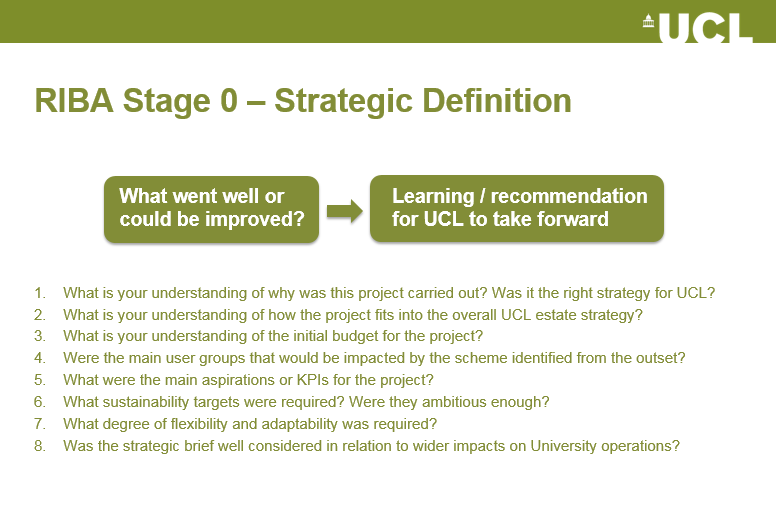 UCL
RIBA Stage 0 – Strategic Definition
What went well or
could be improved?
Learning / recommendation
for UCL to take forward
1. What is your understanding of why was this project carried out? Was it the right strategy for UCL?
2. What is your understanding of how the project fits into the overall UCL estate strategy?
3. What is your understanding of the initial budget for the project?
4. Were the main user groups that would be impacted by the scheme identified from the outset?
5. What were the main aspirations or KPIs for the project?
6. What sustainability targets were required? Were they ambitious enough?
7. What degree of flexibility and adaptability was required?
8. Was the strategic brief well considered in relation to wider impacts on University operations?